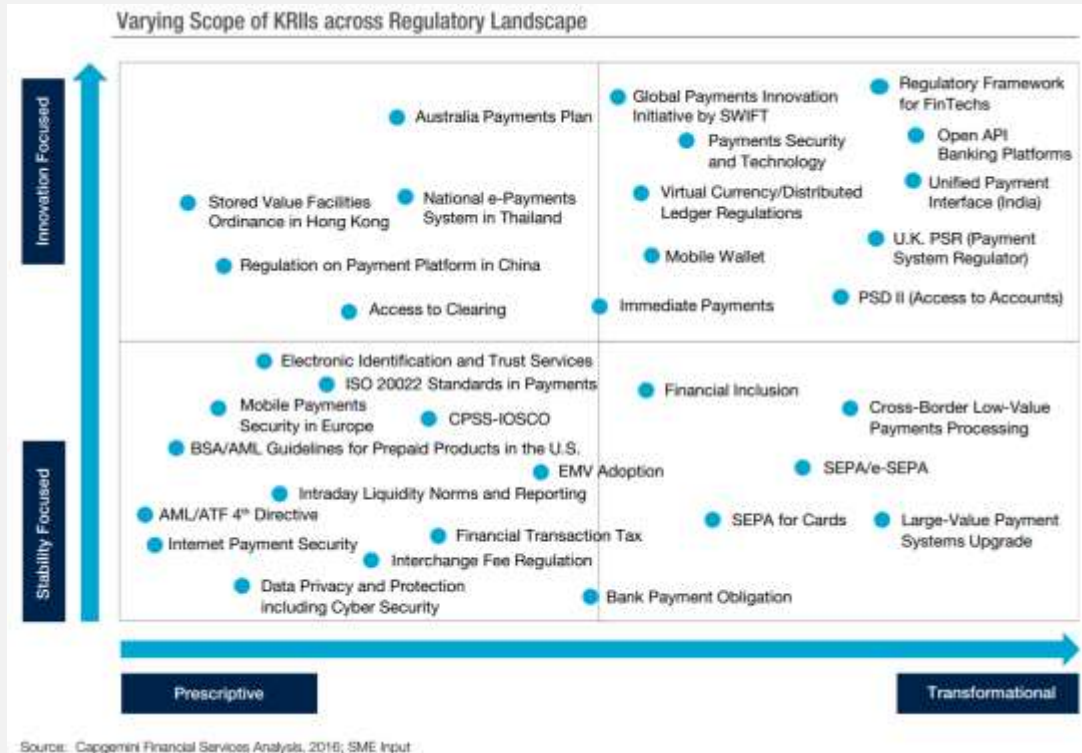 Varying Scope of KRIIs across Regulatory Landscape
Innovation Focused
Stability Focused
Australia Payments Plan
Stored Value Facilities
Ordinance in Hong Kong
National e-Payments
System in Thailand
Regulation on Payment Platform in China
Access to Clearing
Global Payments Innovation
Initiative by SWIFT
Payments Security
and Technology
Virtual Currency/Distributed
Ledger Regulations
Mobile Wallet
Immediate Payments
Regulatory Framework
for FinTechs
Open API
Banking Platforms
Unified Payment
Interface (India)
U.K. PSR (Payment
System Regulator)
PSD II (Access to Accounts)
Electronic Identification and Trust Services
ISO 20022 Standards in Payments
Mobile Payments
Security in Europe
CPSS-IOSCO
BSA/AML Guidelines for Prepaid Products in the U.S.
EMV Adoption
Intraday Liquidity Norms and Reporting
AML/ATF 4th Directive
Financial Transaction Tax
Internet Payment Security
Interchange Fee Regulation
Data Privacy and Protection
including Cyber Security
Bank Payment Obligation
Financial Inclusion
Cross-Border Low-Value
Payments Processing
SEPA/e-SEPA
SEPA for Cards
Large-Value Payment
Systems Upgrade
Prescriptive
Transformational
Source: Capgemini Financial Services Analysis, 2016; SME Input